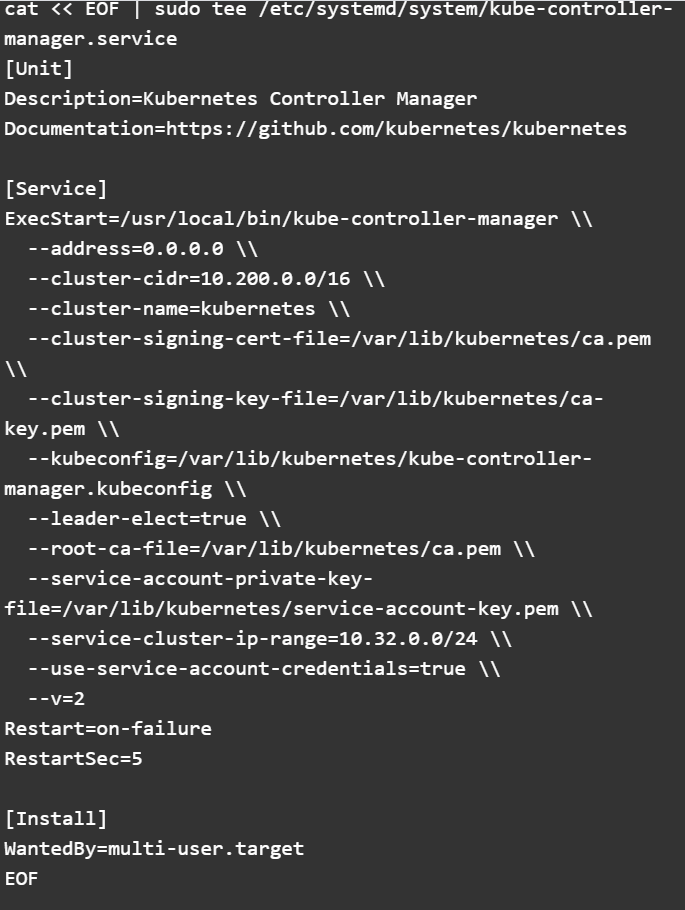 cat << EOF | sudo tee /etc/systemd/system/kube-controller-
manager.service
[Unit]
Description=Kubernetes Controller Manager
Documentation=https://github.com/kubernetes/kubernetes

[Service]
ExecStart=/usr/local/bin/kube-controller-manager \\
  --address=0.0.0.0 \\
  --cluster-cidr=10.200.0.0/16 \\
  --cluster-name=kubernetes \\
  --cluster-signing-cert-file=/var/lib/kubernetes/ca.pem
\\
  --cluster-signing-key-file=/var/lib/kubernetes/ca-
key.pem \\
  --kubeconfig=/var/lib/kubernetes/kube-controller-
manager.kubeconfig \\
  --leader-elect=true \\
  --root-ca-file=/var/lib/kubernetes/ca.pem \\
  --service-account-private-key-
file=/var/lib/kubernetes/service-account-key.pem \\
  --service-cluster-ip-range=10.32.0.0/24 \\
  --use-service-account-credentials=true \\
  --v=2
Restart=on-failure
RestartSec=5

[Install]
WantedBy=multi-user.target
EOF